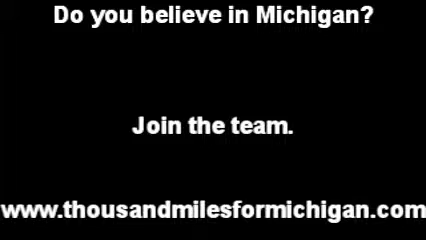 Do you believe in Michigan?
Join the team.
www.thousandmilesformichigan.com